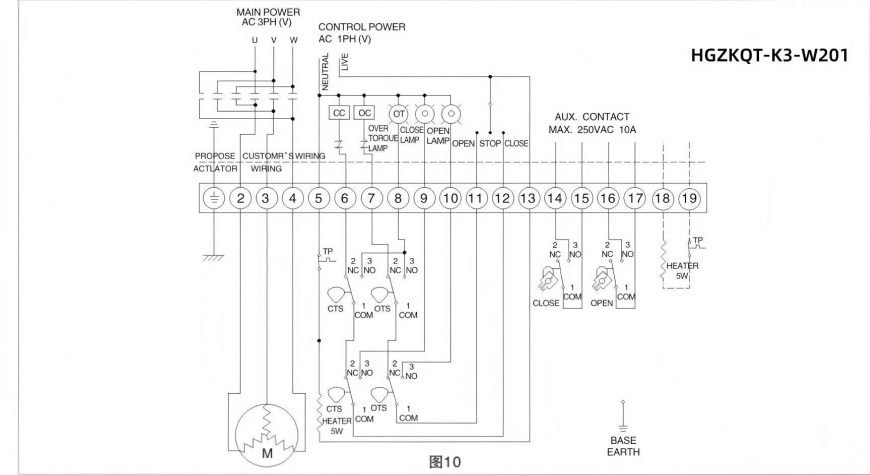 MAIN POWER
AC 3PH (V)
U V W
CONTROL POWER
AC 1PH (V)
NEUTRAL
LIVE
HGZKQT-K3-W201
CC OC OT
OVER
TORQUE
LAMP
CLOSE
LAMP
OPEN
LAMP
OPEN STOP CLOSE
AUX. CONTACT
MAX. 250VAC 10A
PROPOSE CUSTOMR'S WIRING
ACTLATOR WIRING
2 3 4 5 6 7 8 9 10 11 12 13 14 15 16 17 18 19
TP
2 3
NC NO
2 3
NC NO
CTS
1
COM
OTS
1
COM
2 3
NC NO
CLOSE
1
COM
2 3
NC NO
OPEN
1
COM
TP
HEATER
5W
2 3
NC NO
2 3
NC NO
CTS
1
COM
OTS
1
COM
HEATER
5W
M
BASE
EARTH
图10